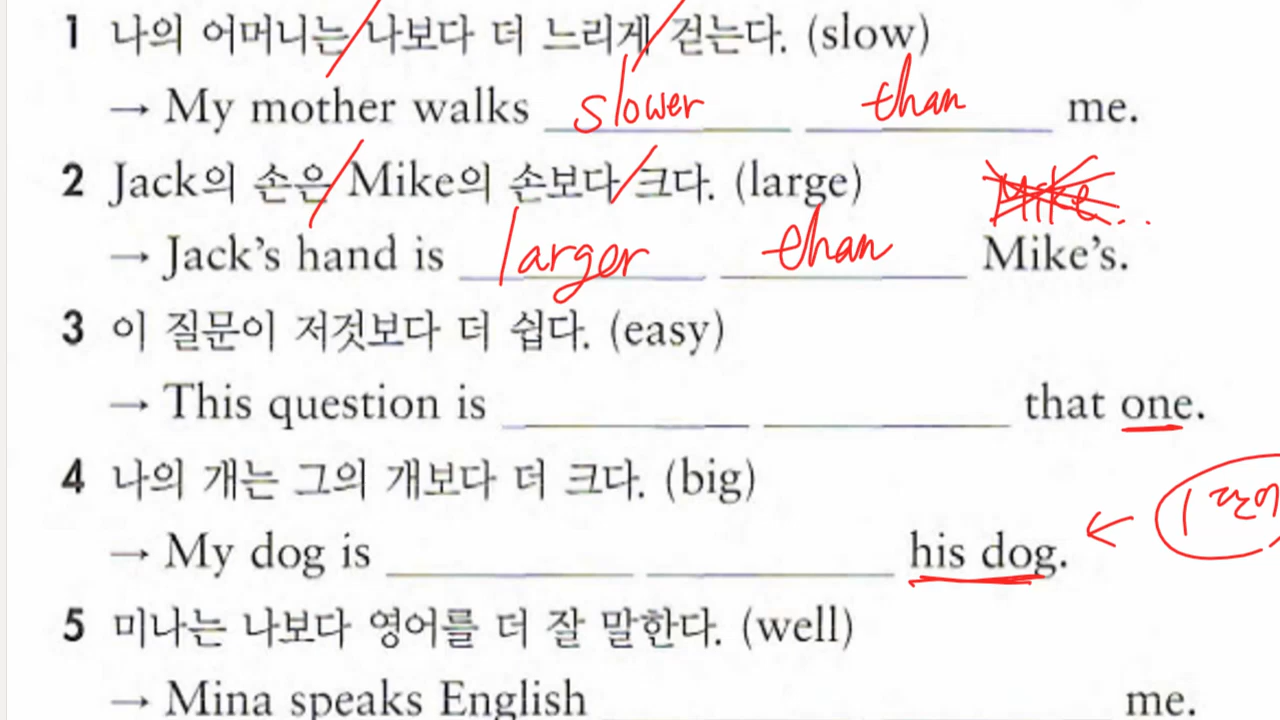 1 나의 어머니는 나보다 더 느리게 걷는다. (slow)
→ My mother walks slower than me.
2 Jack의 손은 Mike의 손보다 크다. (large)
Mike
→ Jack's hand is larger than Mike's.
3 이 질문이 저것보다 더 쉽다. (easy)
→ This question is that one.
4 나의 개는 그의 개보다 더 크다. (big)
→ My dog is his dog. ← 1 단어
5 미나는 나보다 영어를 더 잘 말한다. (well)
→ Mina speaks English me.